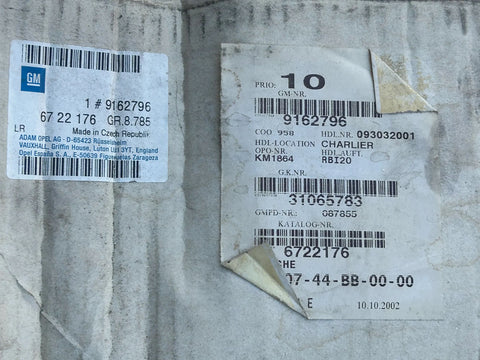 GM
1 # 9162796
6722 176 GR.8.785
LR
Made in Czech Republik
ADAM OPEL AG - D-65423 Rüsselsheim
VAUXHALL, Griffin House, Luton LU1 3YT, England
Opel España S. A., E-50639 Figueruelas Zaragoza
PRIO: 10
GM-NR.
9162796
COO 958 HDL.NR. 093032001
HDL-LOCATION CHARLIER
OPO-NR. HDL.AUFT.
KM1864 RBI20
G.K.NR.
31065783
GMPD-NR.: 087855
KATALOG-NR.
6722176
CHE
07-44-BB-00-00
E 10.10.2002